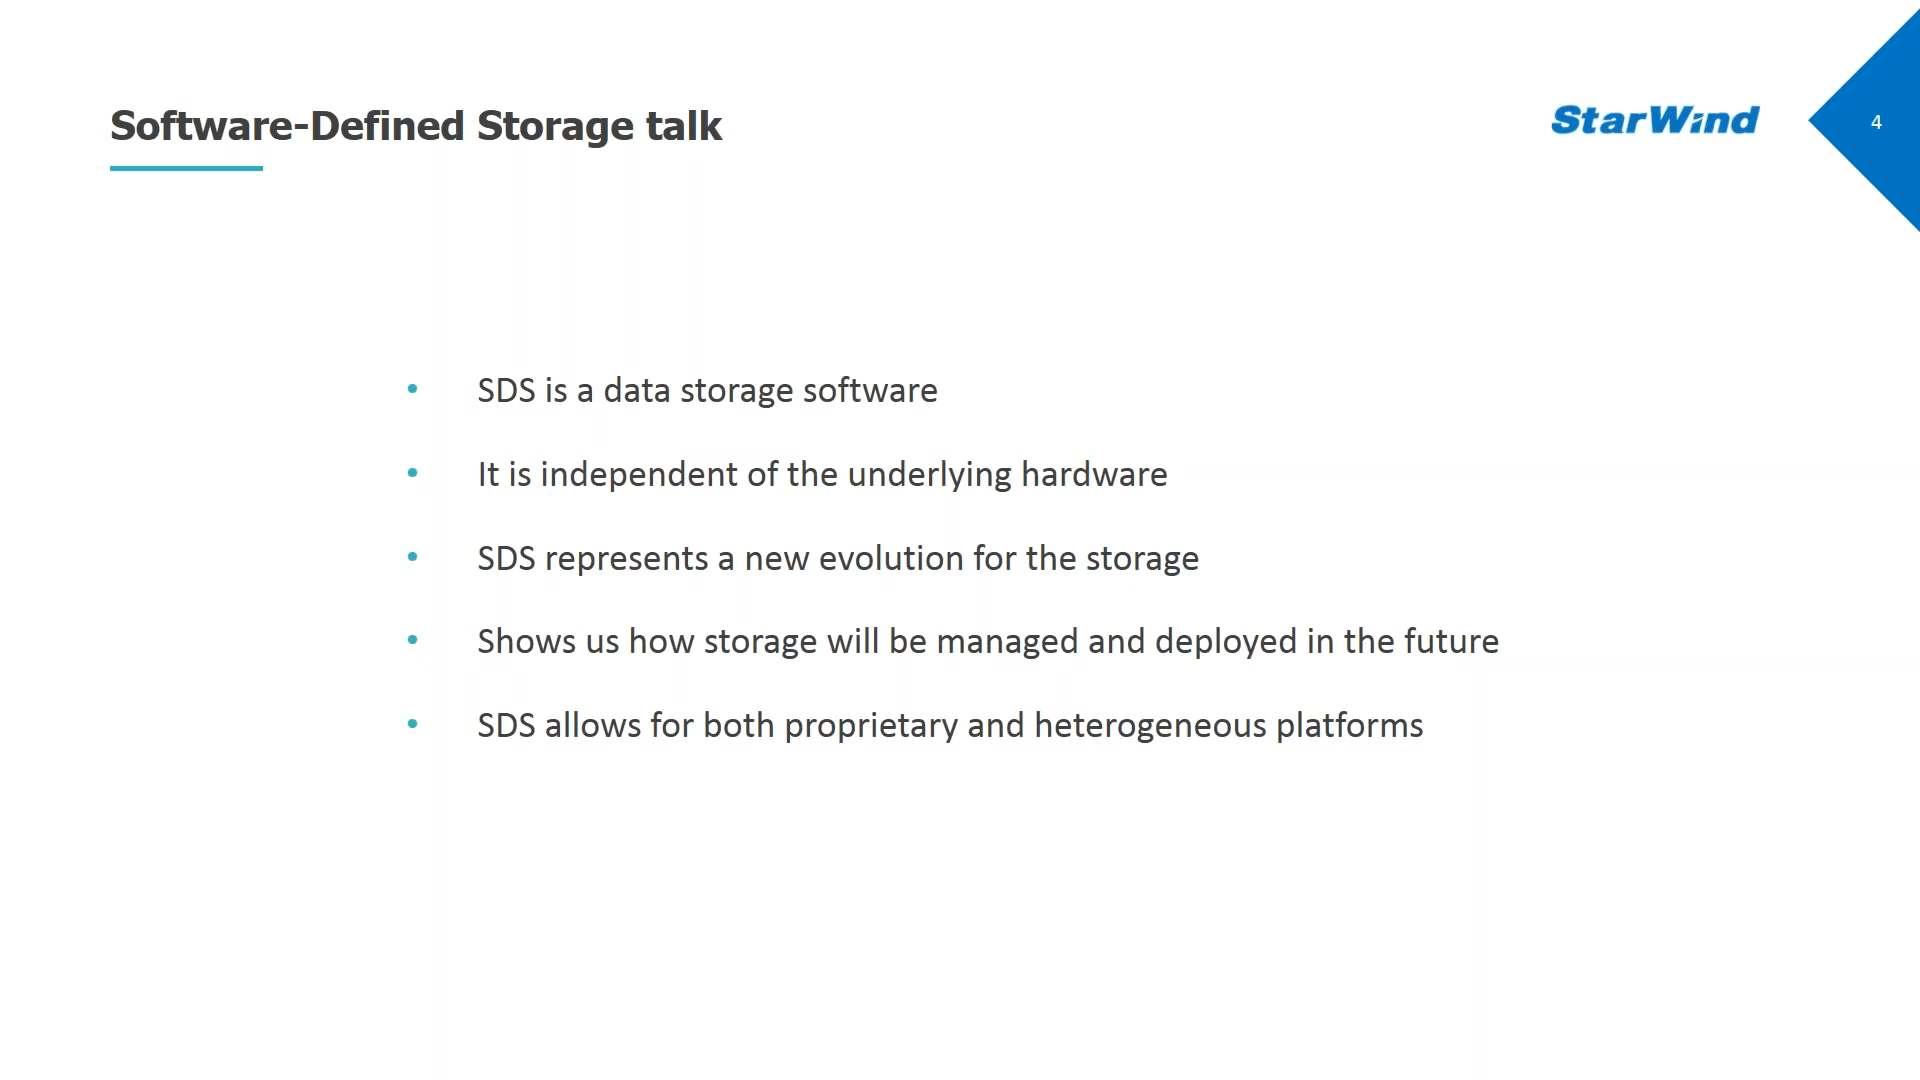 Software-Defined Storage talk
StarWind
4
• SDS is a data storage software
• It is independent of the underlying hardware
• SDS represents a new evolution for the storage
• Shows us how storage will be managed and deployed in the future
• SDS allows for both proprietary and heterogeneous platforms